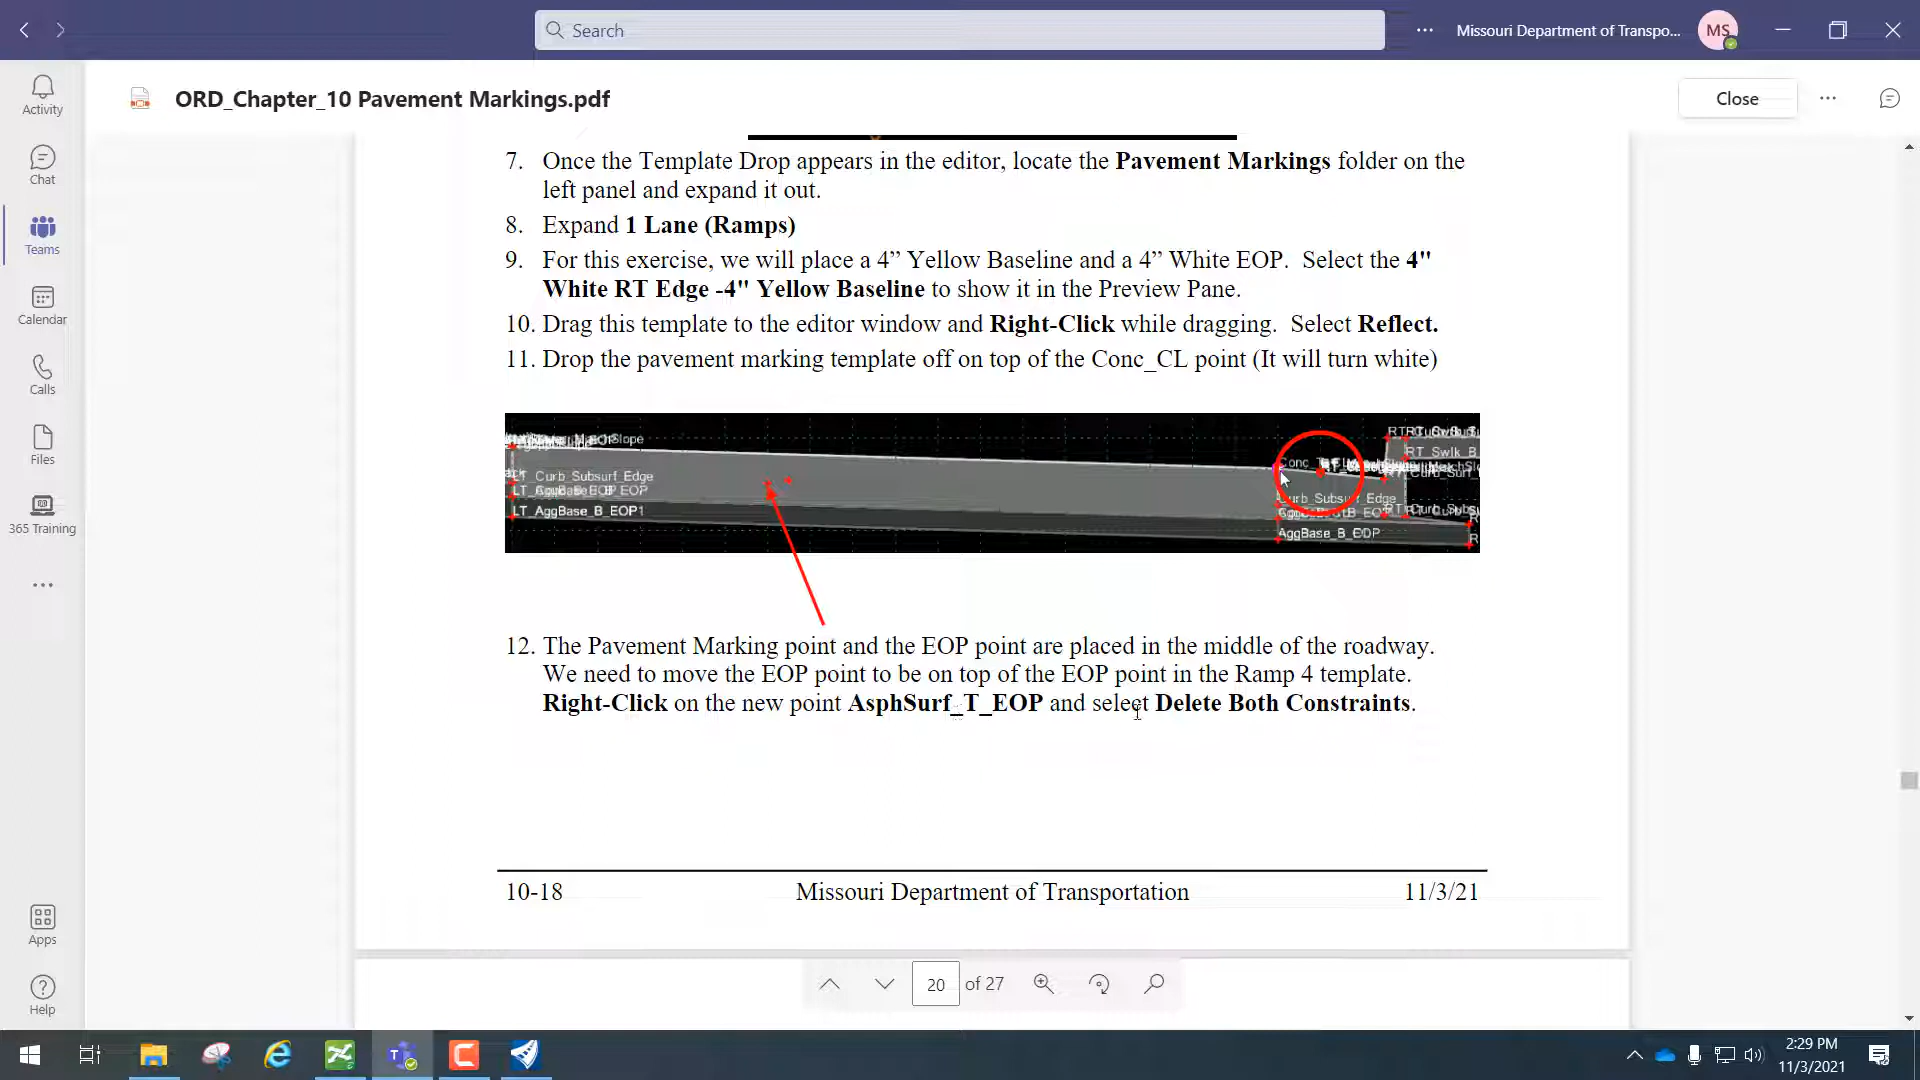 Search
Missouri Department of Transpo...
MS
Activity
Chat
Teams
Calendar
Calls
Files
365 Training
Apps
Help
ORD_Chapter_10 Pavement Markings.pdf
Close
7. Once the Template Drop appears in the editor, locate the Pavement Markings folder on the
left panel and expand it out.
8. Expand 1 Lane (Ramps)
9. For this exercise, we will place a 4” Yellow Baseline and a 4” White EOP. Select the 4"
White RT Edge -4" Yellow Baseline to show it in the Preview Pane.
10. Drag this template to the editor window and Right-Click while dragging. Select Reflect.
11. Drop the pavement marking template off on top of the Conc_CL point (It will turn white)
LT_Curb_Subsurf_Edge
LT_AggBase_B_EOP1
Curb_Subsurf_Edge
AggBase_B_EOP
RT_Swlk_B
12. The Pavement Marking point and the EOP point are placed in the middle of the roadway.
We need to move the EOP point to be on top of the EOP point in the Ramp 4 template.
Right-Click on the new point AsphSurf_T_EOP and select Delete Both Constraints.
10-18 Missouri Department of Transportation 11/3/21
20 of 27
2:29 PM
11/3/2021